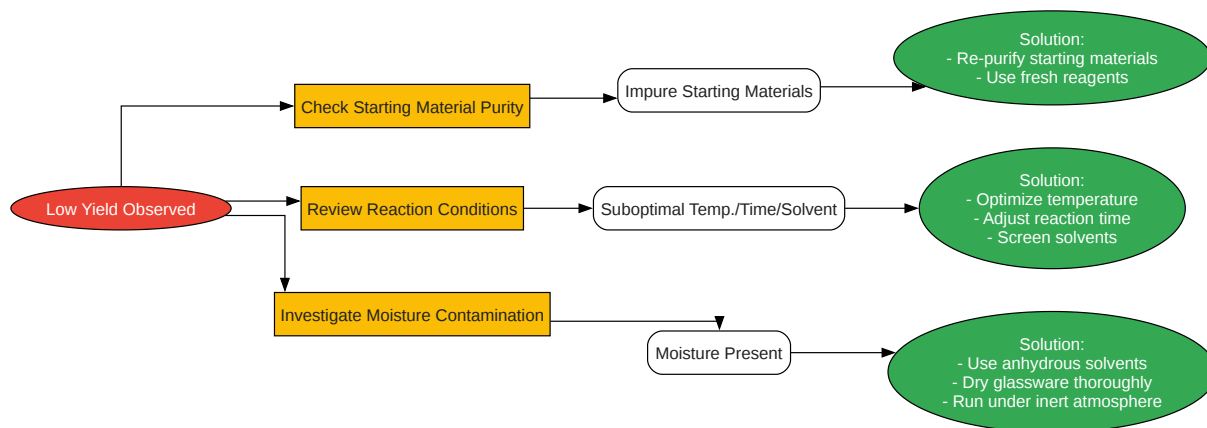 Solution:
- Re-purify starting materials
- Use fresh reagents
Check Starting Material Purity
Impure Starting Materials
Low Yield Observed
Review Reaction Conditions
Suboptimal Temp./Time/Solvent
Solution:
- Optimize temperature
- Adjust reaction time
- Screen solvents
Investigate Moisture Contamination
Moisture Present
Solution:
- Use anhydrous solvents
- Dry glassware thoroughly
- Run under inert atmosphere